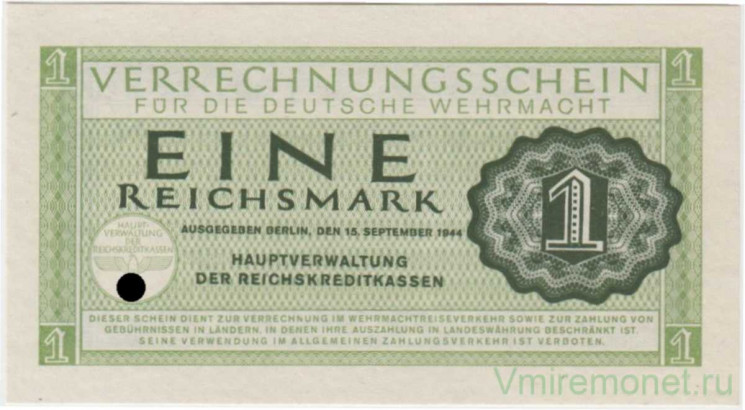 1 1
VERRECHNUNGSSCHEIN
FÜR DIE DEUTSCHE WEHRMACHT
EINE
REICHSMARK
1
HAUPT-
VERWALTUNG
DER
REICHSKREDITKASSEN
AUSGEGEBEN BERLIN, DEN 15. SEPTEMBER 1944
HAUPTVERWALTUNG
DER REICHSKREDITKASSEN
DIESER SCHEIN DIENT ZUR VERRECHNUNG IM WEHRMACHTREISEVERKEHR SOWIE ZUR ZAHLUNG VON
GEBÜHRNISSEN IN LÄNDERN, IN DENEN IHRE AUSZAHLUNG IN LANDESWÄHRUNG BESCHRÄNKT IST.
SEINE VERWENDUNG IM ALLGEMEINEN ZAHLUNGSVERKEHR IST VERBOTEN.
1 1
Vmiremonet.ru